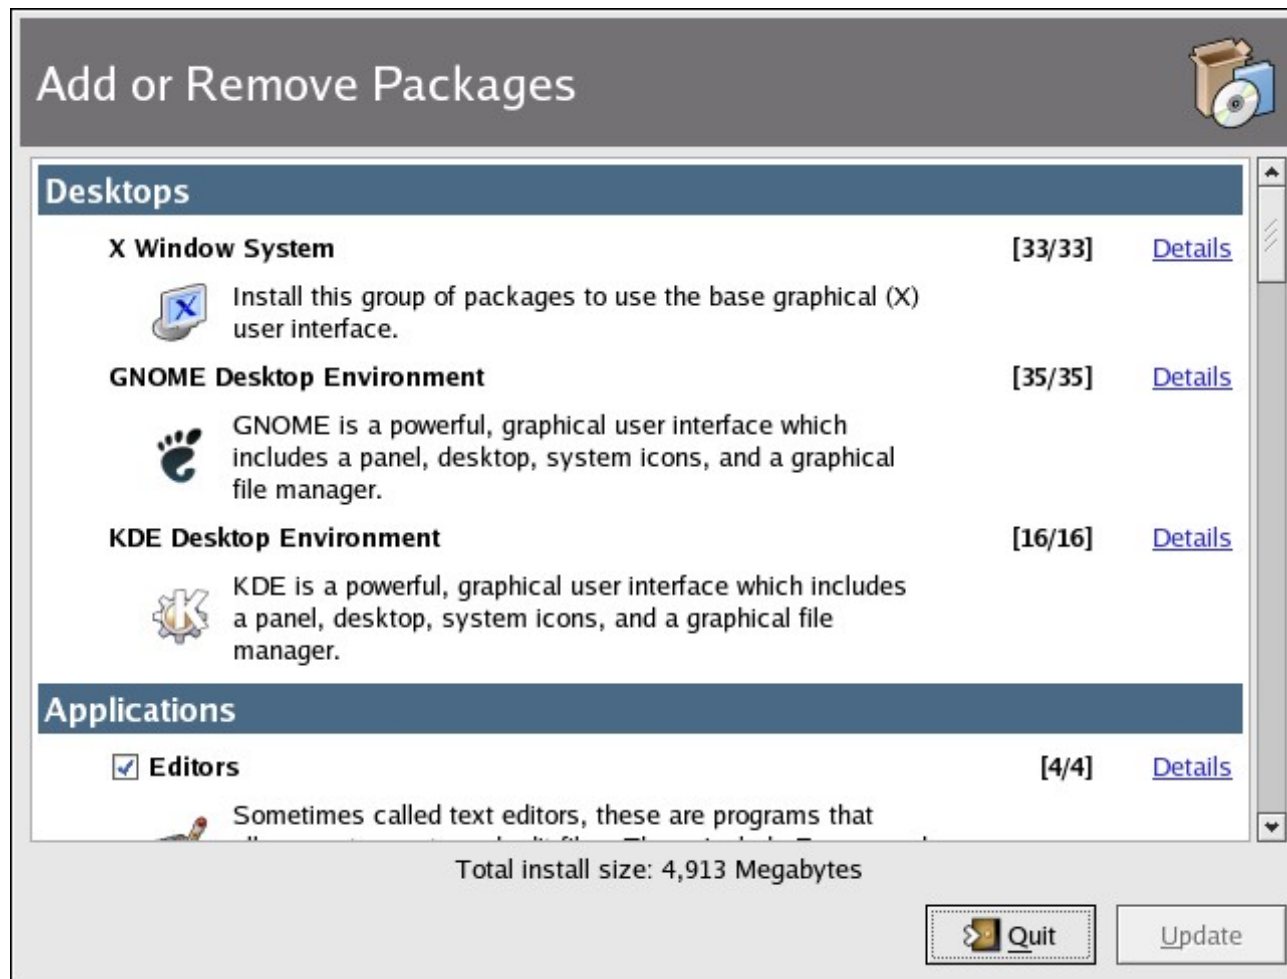 Add or Remove Packages
Desktops
X Window System [33/33] Details
Install this group of packages to use the base graphical (X)
user interface.
GNOME Desktop Environment [35/35] Details
GNOME is a powerful, graphical user interface which
includes a panel, desktop, system icons, and a graphical
file manager.
KDE Desktop Environment [16/16] Details
KDE is a powerful, graphical user interface which includes
a panel, desktop, system icons, and a graphical file
manager.
Applications
Editors [4/4] Details
Sometimes called text editors, these are programs that
Total install size: 4,913 Megabytes
Quit Update